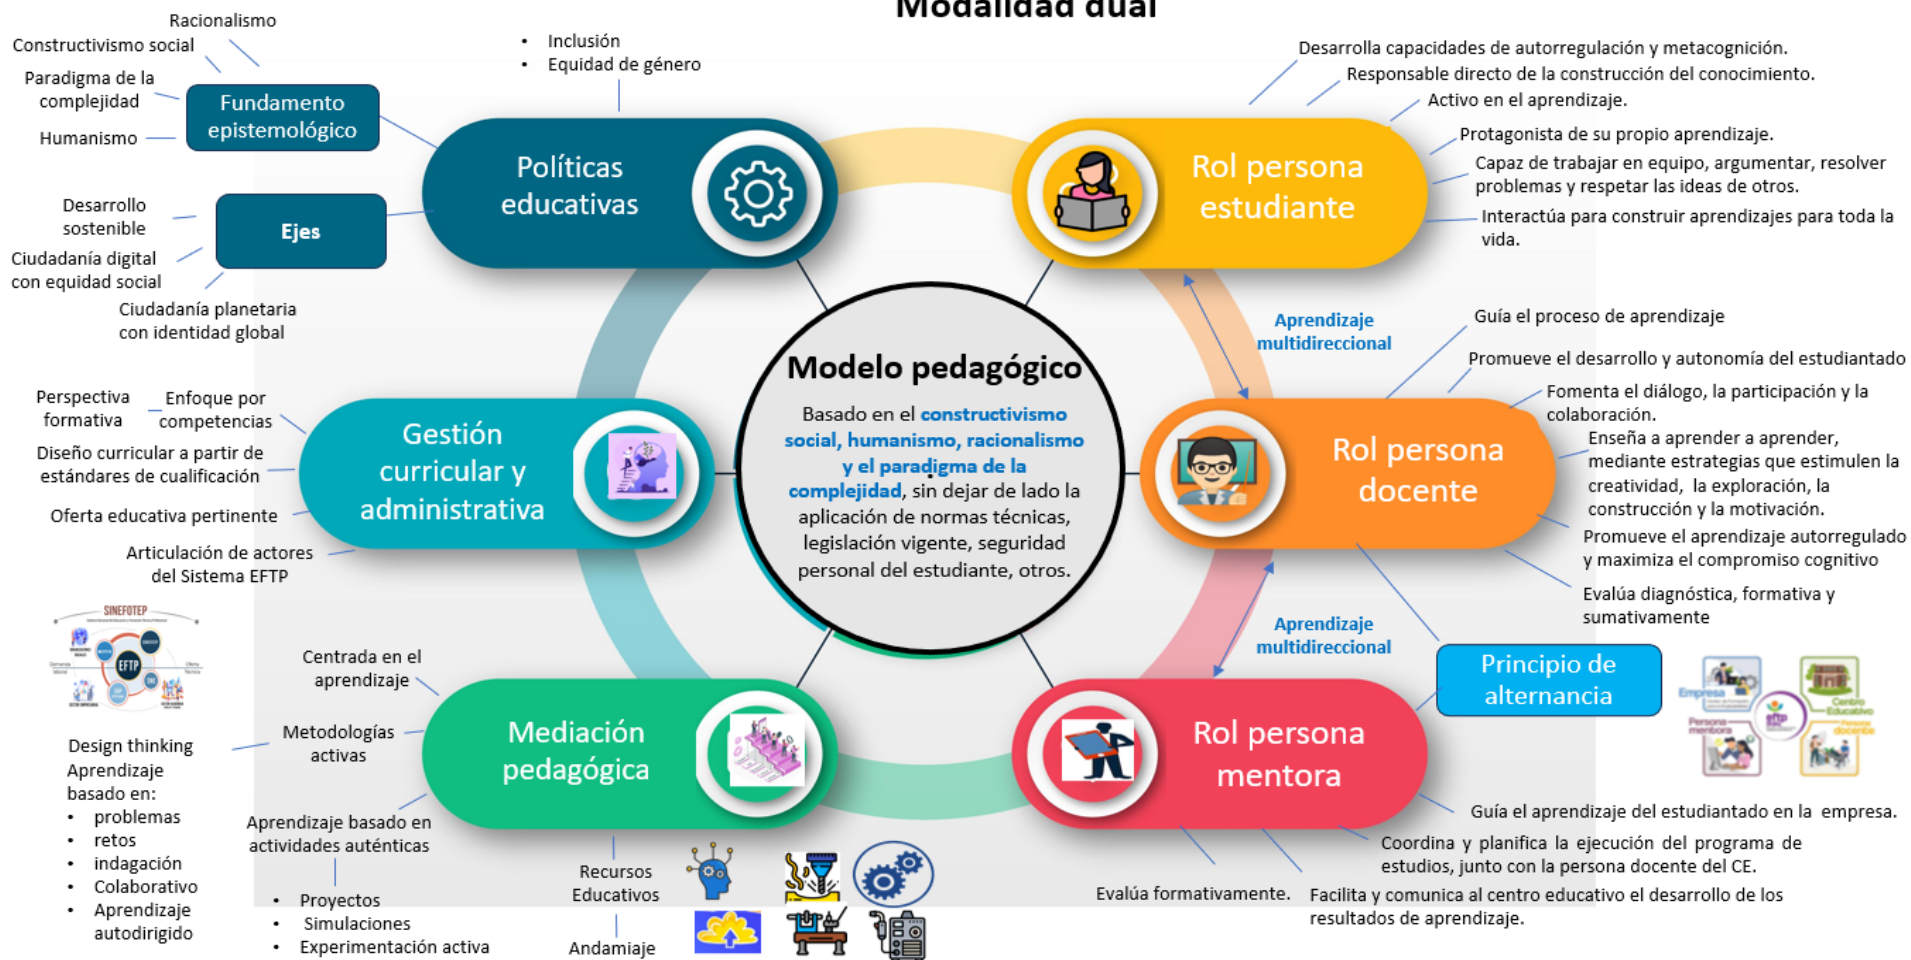 Modalidad dual
Racionalismo
Constructivismo social
Paradigma de la
complejidad
Humanismo
Fundamento
epistemológico
Desarrollo
sostenible
Ejes
Ciudadanía digital
con equidad social
Ciudadanía planetaria
con identidad global
• Inclusión
• Equidad de género
Políticas
educativas
Desarrolla capacidades de autorregulación y metacognición.
Responsable directo de la construcción del conocimiento.
Activo en el aprendizaje.
Protagonista de su propio aprendizaje.
Capaz de trabajar en equipo, argumentar, resolver
problemas y respetar las ideas de otros.
Interactúa para construir aprendizajes para toda la
vida.
Rol persona
estudiante
Aprendizaje
multidireccional
Modelo pedagógico
Basado en el constructivismo
social, humanismo, racionalismo
y el paradigma de la
complejidad, sin dejar de lado la
aplicación de normas técnicas,
legislación vigente, seguridad
personal del estudiante, otros.
Perspectiva
formativa
Enfoque por
competencias
Diseño curricular a partir de
estándares de cualificación
Oferta educativa pertinente
Articulación de actores
del Sistema EFTP
Gestión
curricular y
administrativa
Guía el proceso de aprendizaje
Promueve el desarrollo y autonomía del estudiantado
Fomenta el diálogo, la participación y la
colaboración.
Enseña a aprender a aprender,
mediante estrategias que estimulen la
creatividad, la exploración, la
construcción y la motivación.
Promueve el aprendizaje autorregulado
y maximiza el compromiso cognitivo
Evalúa diagnóstica, formativa y
sumativamente
Rol persona
docente
Aprendizaje
multidireccional
Principio de
alternancia
Empresa
Centro
Educativo
Persona
mentora
Persona
docente
eftp
SINEFOTEP
EFTP
Demanda
laboral
Oferta
Técnica
Centrada en el
aprendizaje
Metodologías
activas
Design thinking
Aprendizaje
basado en:
• problemas
• retos
• indagación
• Colaborativo
• Aprendizaje
autodirigido
Aprendizaje basado en
actividades auténticas
• Proyectos
• Simulaciones
• Experimentación activa
Mediación
pedagógica
Recursos
Educativos
Andamiaje
Rol persona
mentora
Guía el aprendizaje del estudiantado en la empresa.
Coordina y planifica la ejecución del programa de
estudios, junto con la persona docente del CE.
Evalúa formativamente.
Facilita y comunica al centro educativo el desarrollo de los
resultados de aprendizaje.